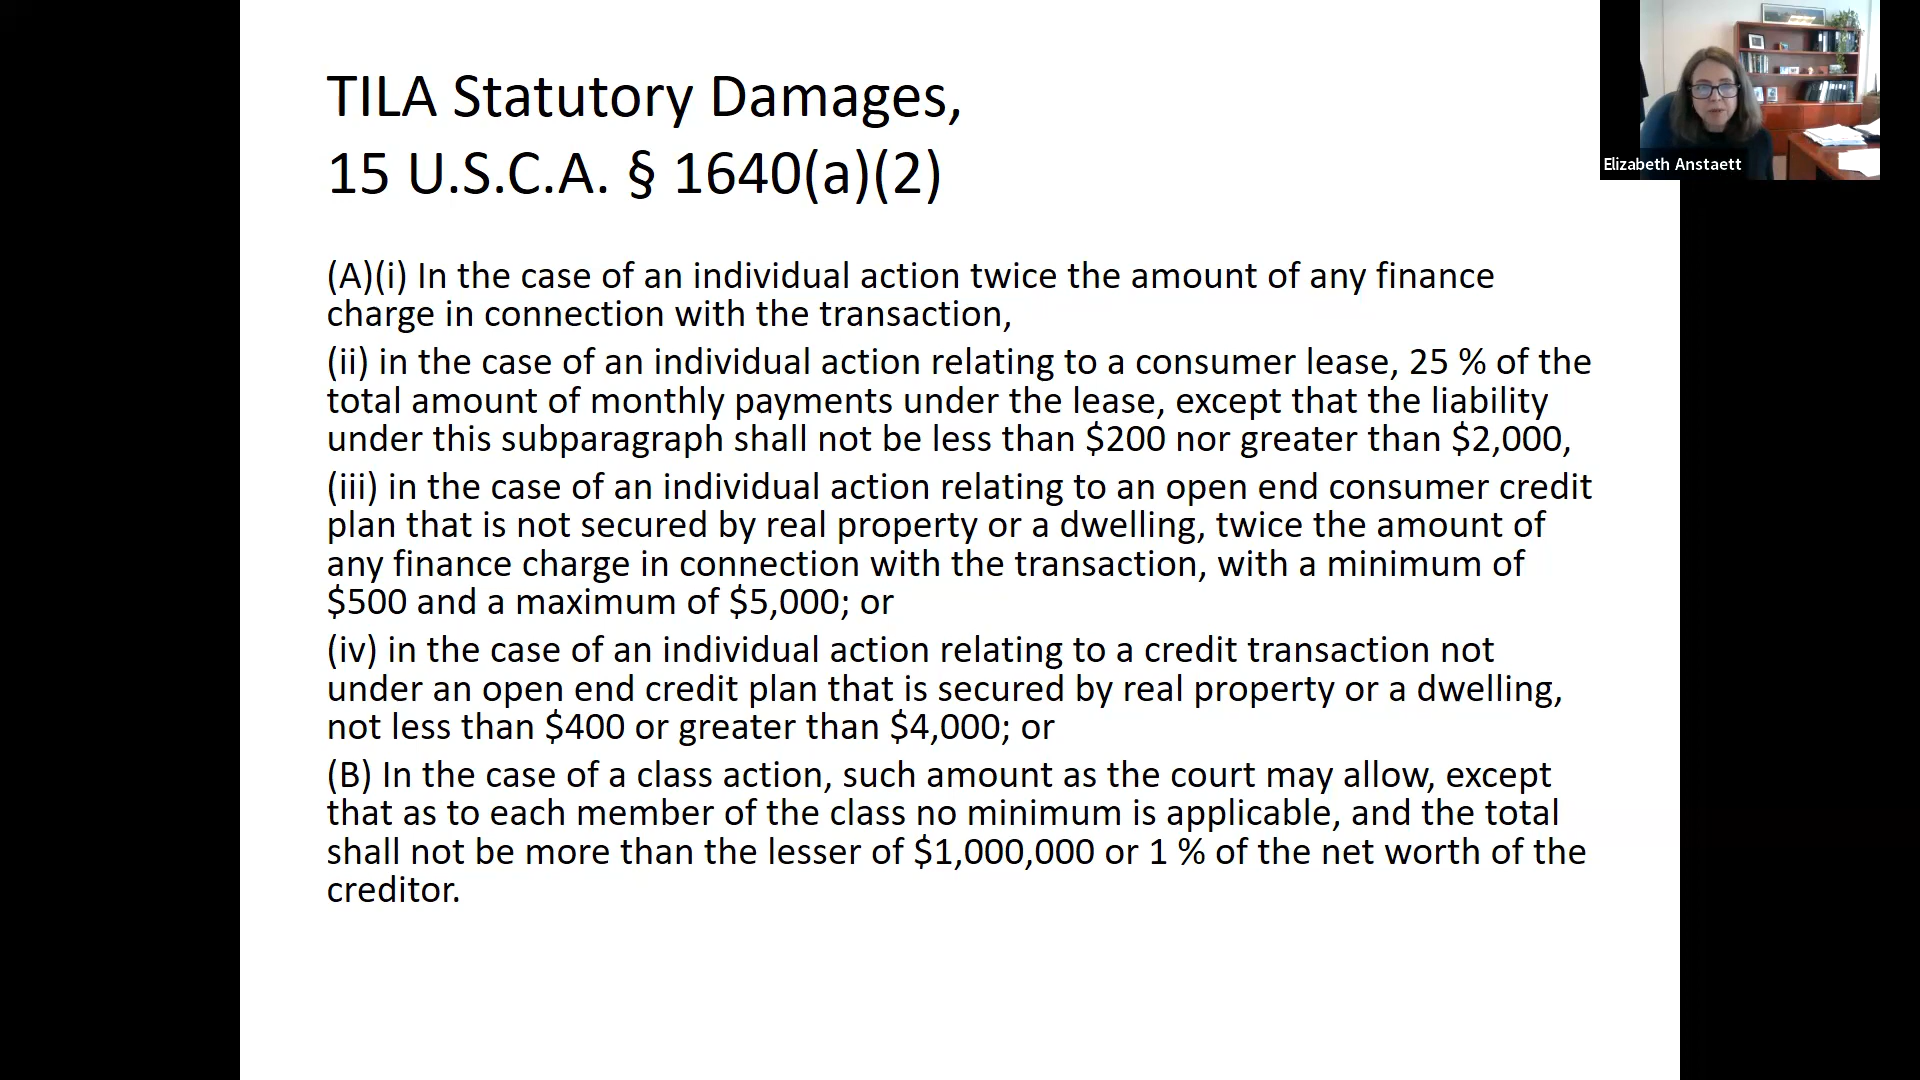 TILA Statutory Damages,
15 U.S.C.A. § 1640(a)(2)
(A)(i) In the case of an individual action twice the amount of any finance
charge in connection with the transaction,
(ii) in the case of an individual action relating to a consumer lease, 25 % of the
total amount of monthly payments under the lease, except that the liability
under this subparagraph shall not be less than $200 nor greater than $2,000,
(iii) in the case of an individual action relating to an open end consumer credit
plan that is not secured by real property or a dwelling, twice the amount of
any finance charge in connection with the transaction, with a minimum of
$500 and a maximum of $5,000; or
(iv) in the case of an individual action relating to a credit transaction not
under an open end credit plan that is secured by real property or a dwelling,
not less than $400 or greater than $4,000; or
(B) In the case of a class action, such amount as the court may allow, except
that as to each member of the class no minimum is applicable, and the total
shall not be more than the lesser of $1,000,000 or 1 % of the net worth of the
creditor.
Elizabeth Anstaett